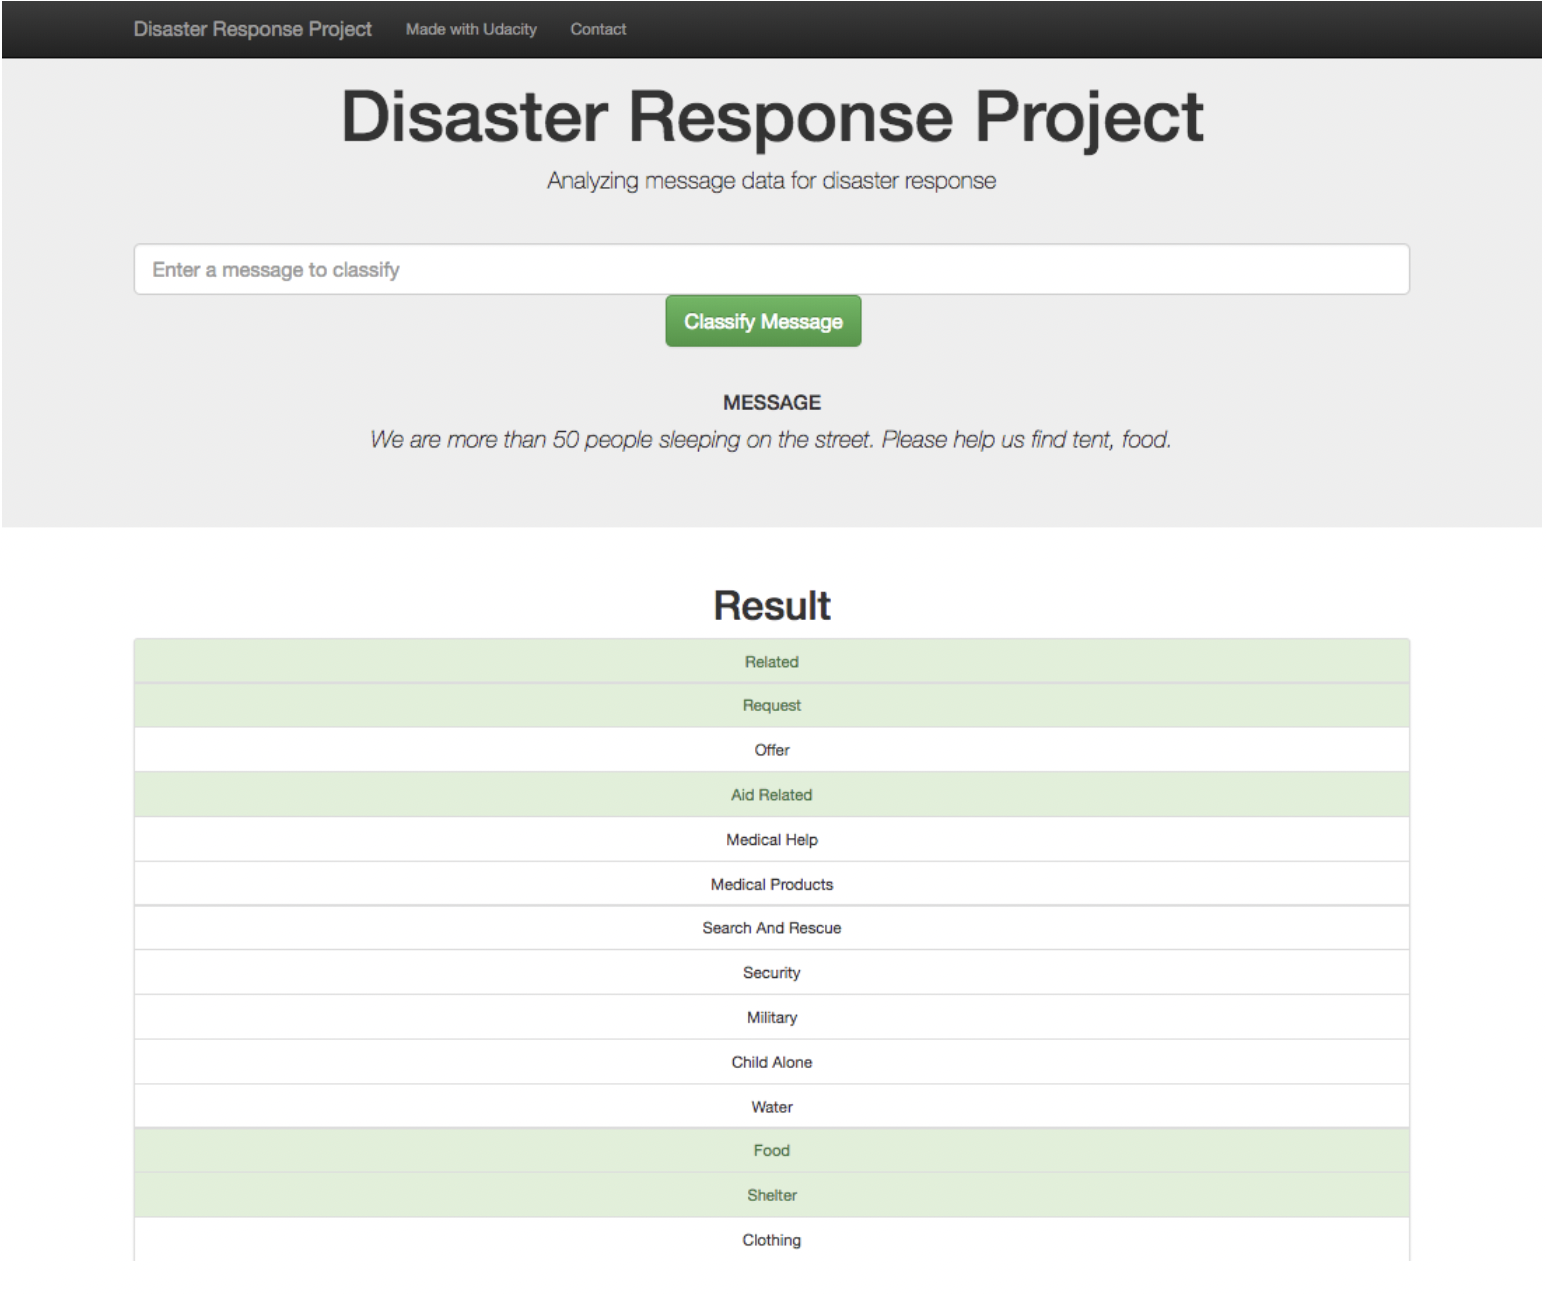 Disaster Response Project Made with Udacity Contact
Disaster Response Project
Analyzing message data for disaster response
Enter a message to classify
Classify Message
MESSAGE
We are more than 50 people sleeping on the street. Please help us find tent, food.
Result
Related
Request
Offer
Aid Related
Medical Help
Medical Products
Search And Rescue
Security
Military
Child Alone
Water
Food
Shelter
Clothing